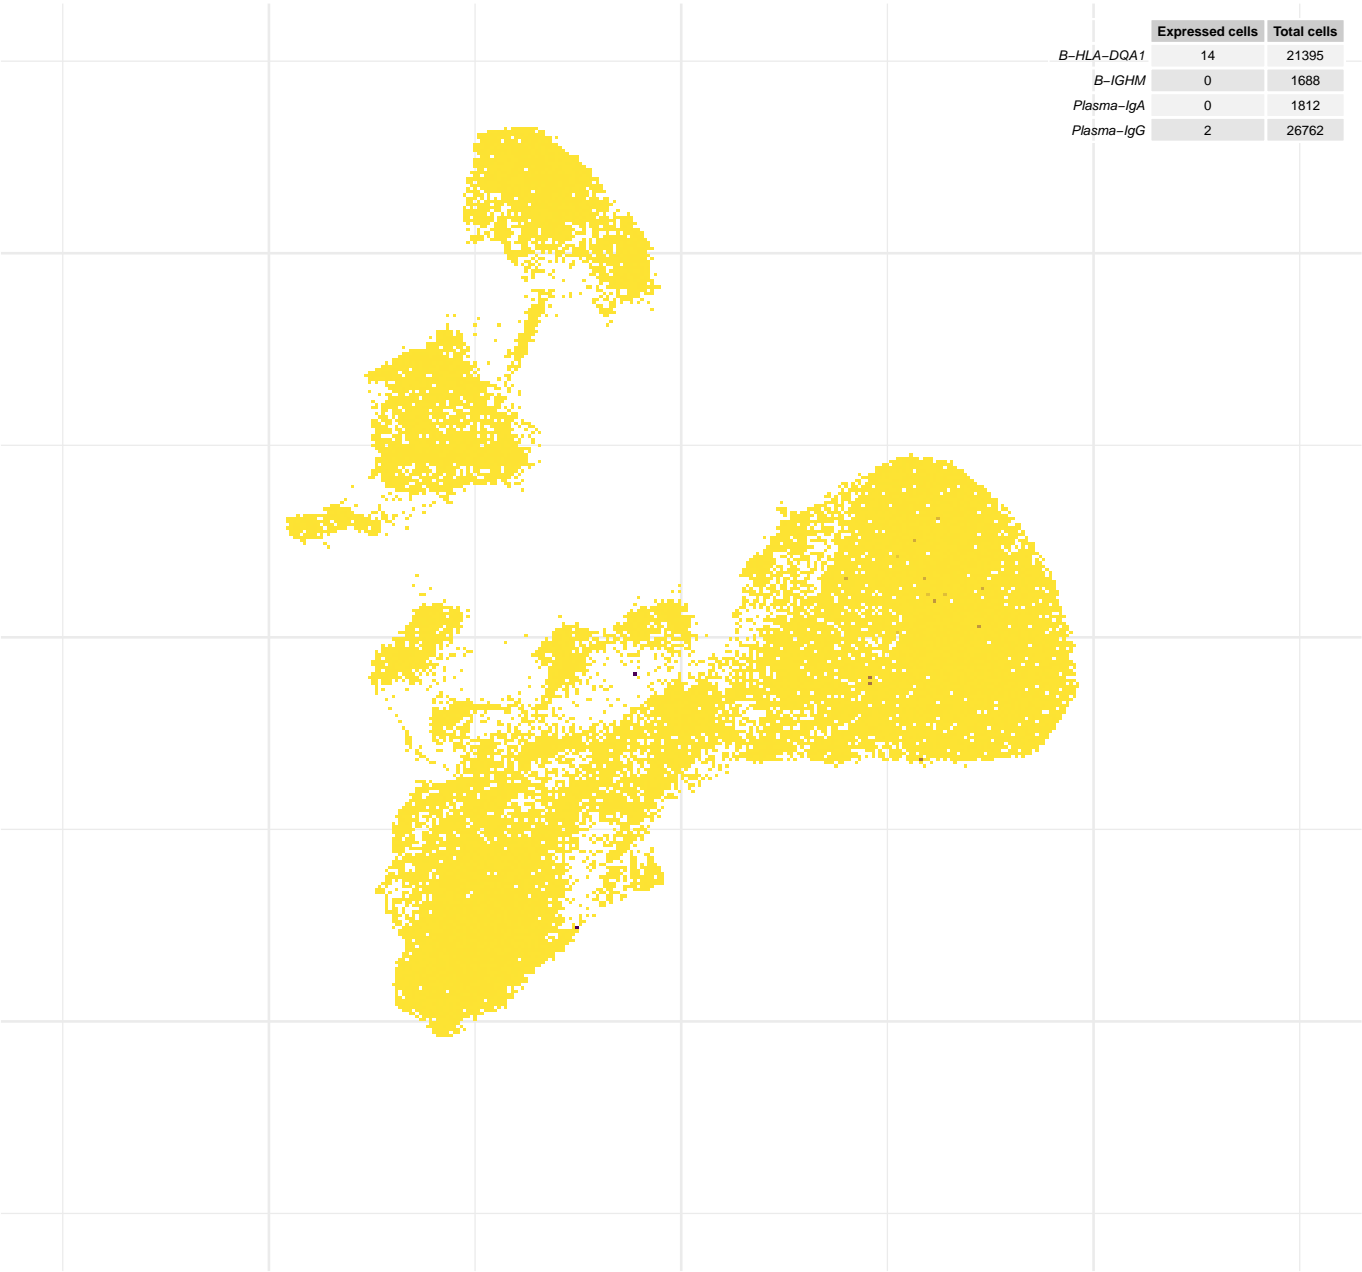 Expressed cells Total cells
B−HLA−DQA1 14 21395
B−IGHM 0 1688
Plasma−IgA 0 1812
Plasma−IgG 2 26762